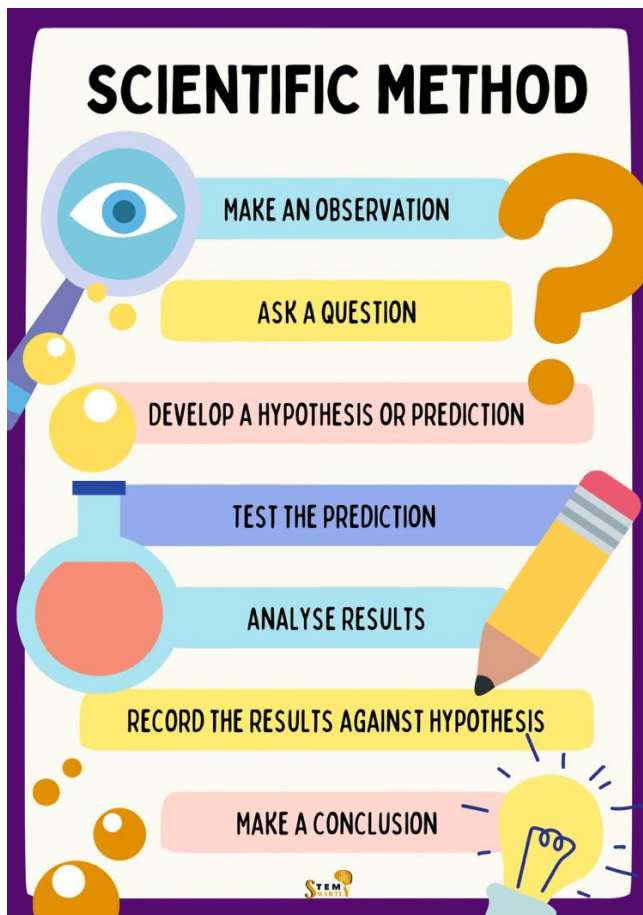 SCIENTIFIC METHOD
MAKE AN OBSERVATION
ASK A QUESTION
DEVELOP A HYPOTHESIS OR PREDICTION
TEST THE PREDICTION
ANALYSE RESULTS
RECORD THE RESULTS AGAINST HYPOTHESIS
MAKE A CONCLUSION
STEM